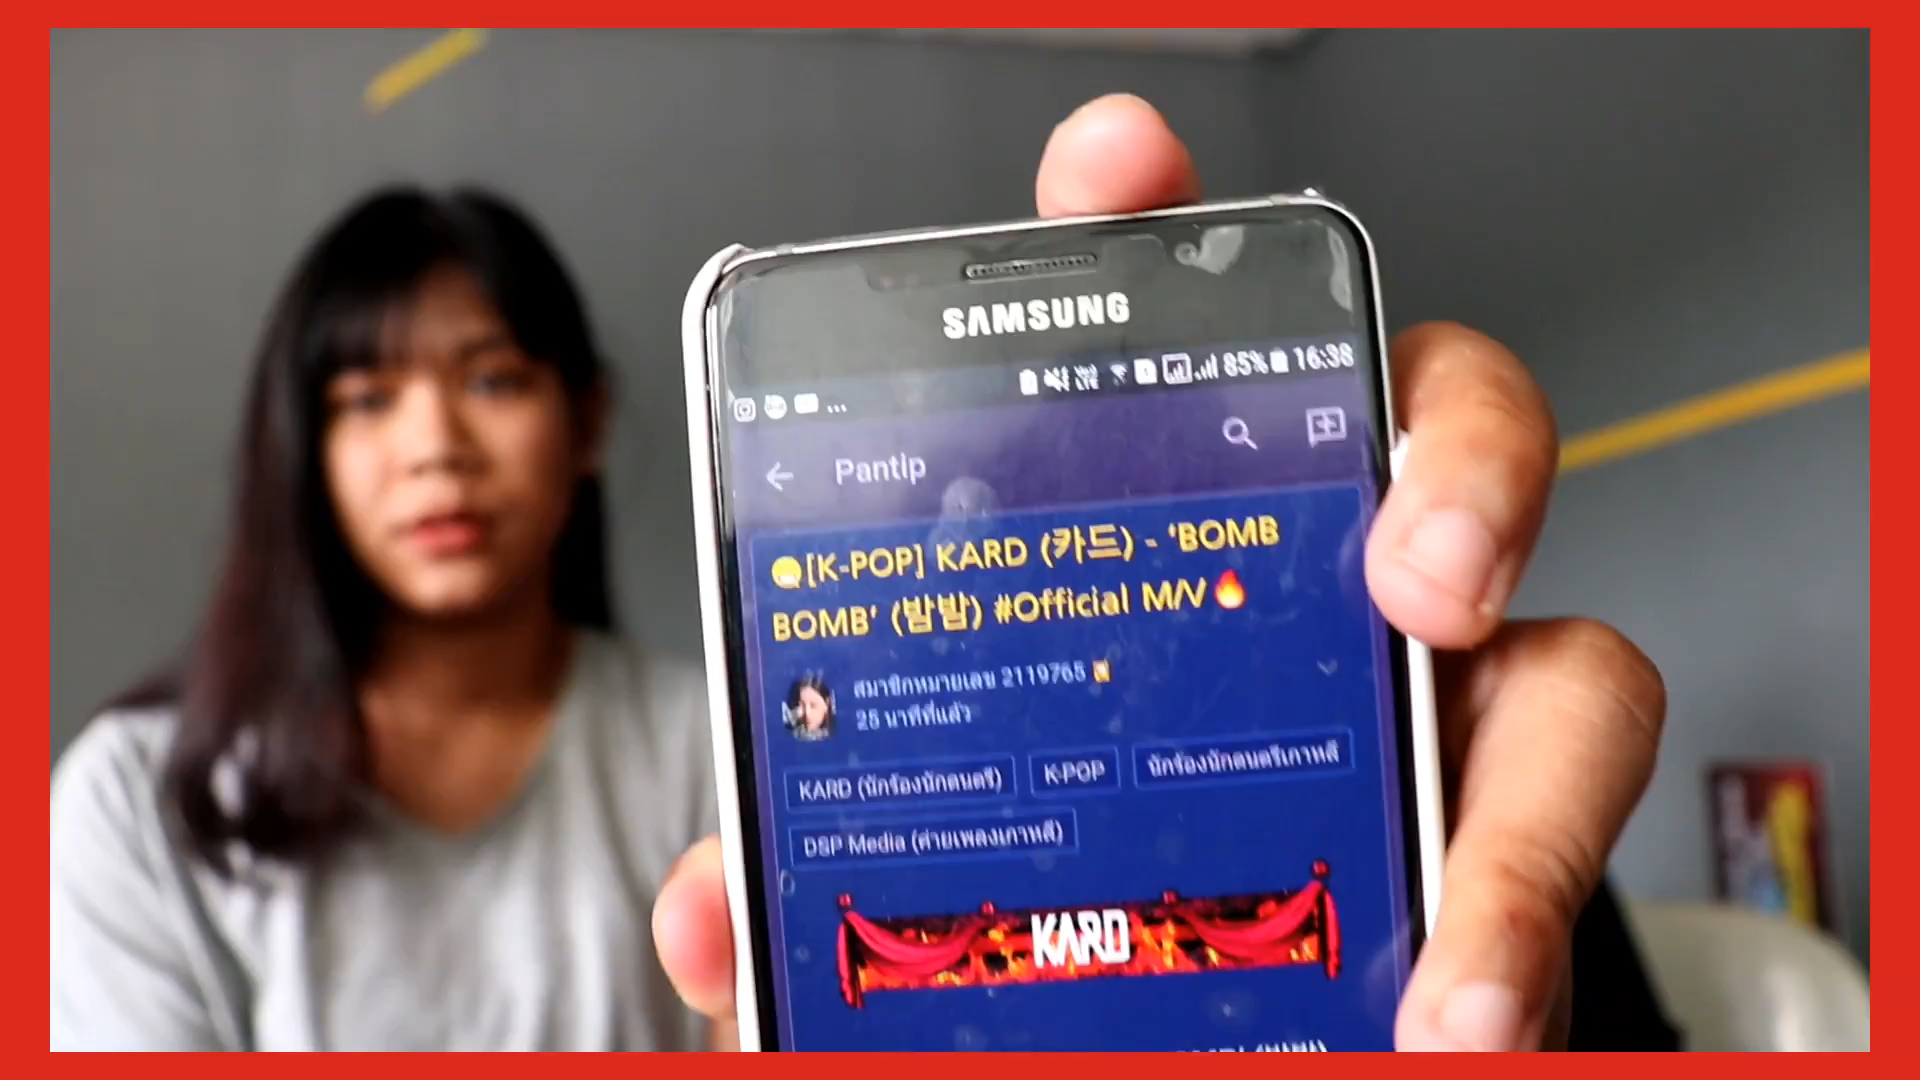 SAMSUNG
85% 16:38
Pantip
[K-POP] KARD (카드) - 'BOMB
BOMB' (밤밤) #Official M/V
สมาชิกหมายเลข 2119765
25 นาทีที่แล้ว
KARD (นักร้องนักดนตรี) K-POP นักร้องนักดนตรีเกาหลี
DSP Media (ค่ายเพลงเกาหลี)
KARD